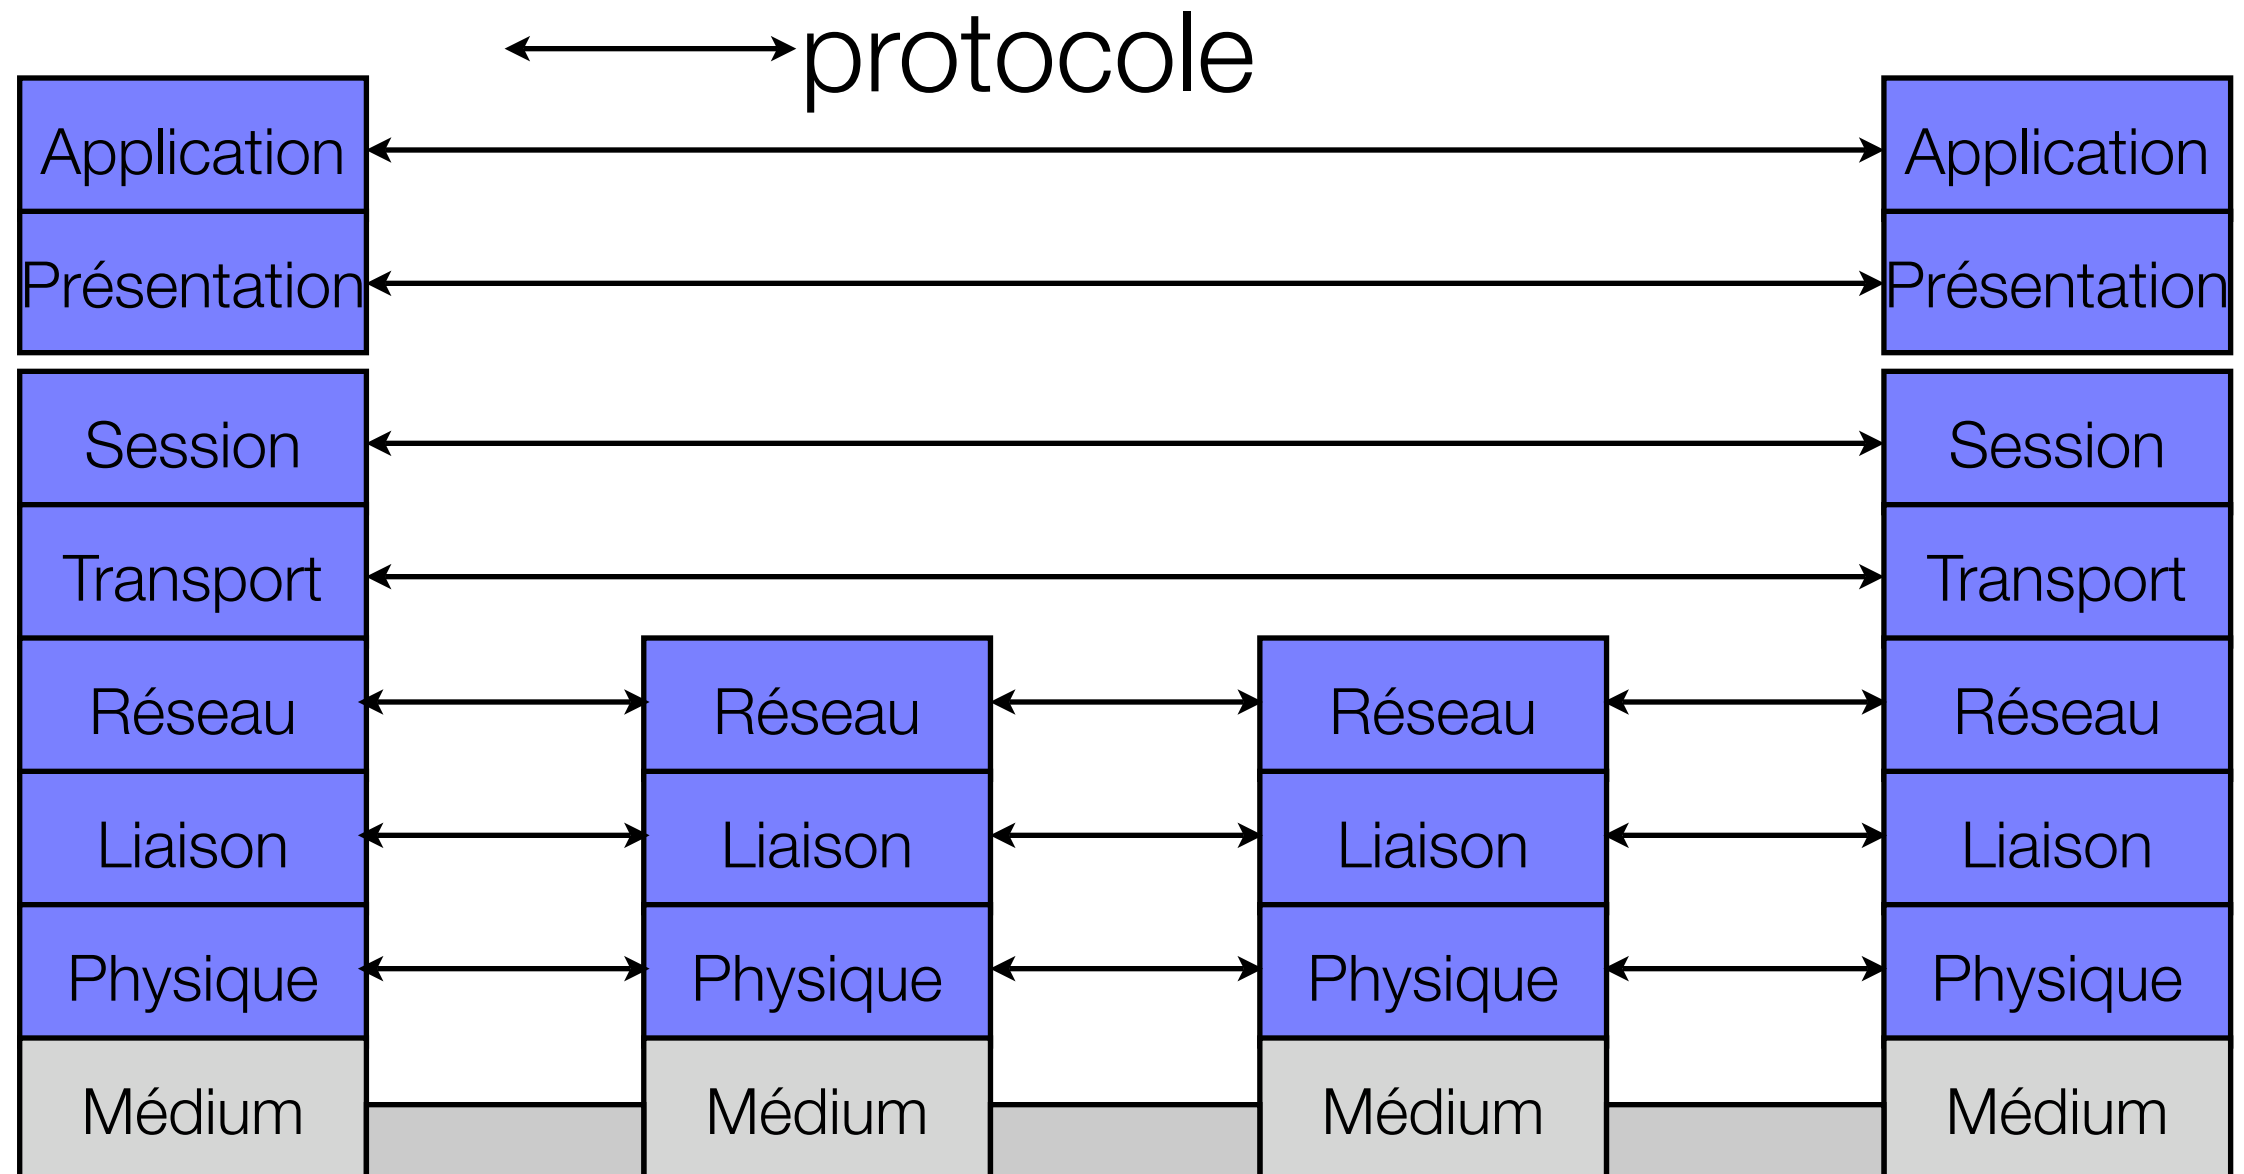 protocole
Application Application
Présentation Présentation
Session Session
Transport Transport
Réseau Réseau Réseau Réseau
Liaison Liaison Liaison Liaison
Physique Physique Physique Physique
Médium Médium Médium Médium